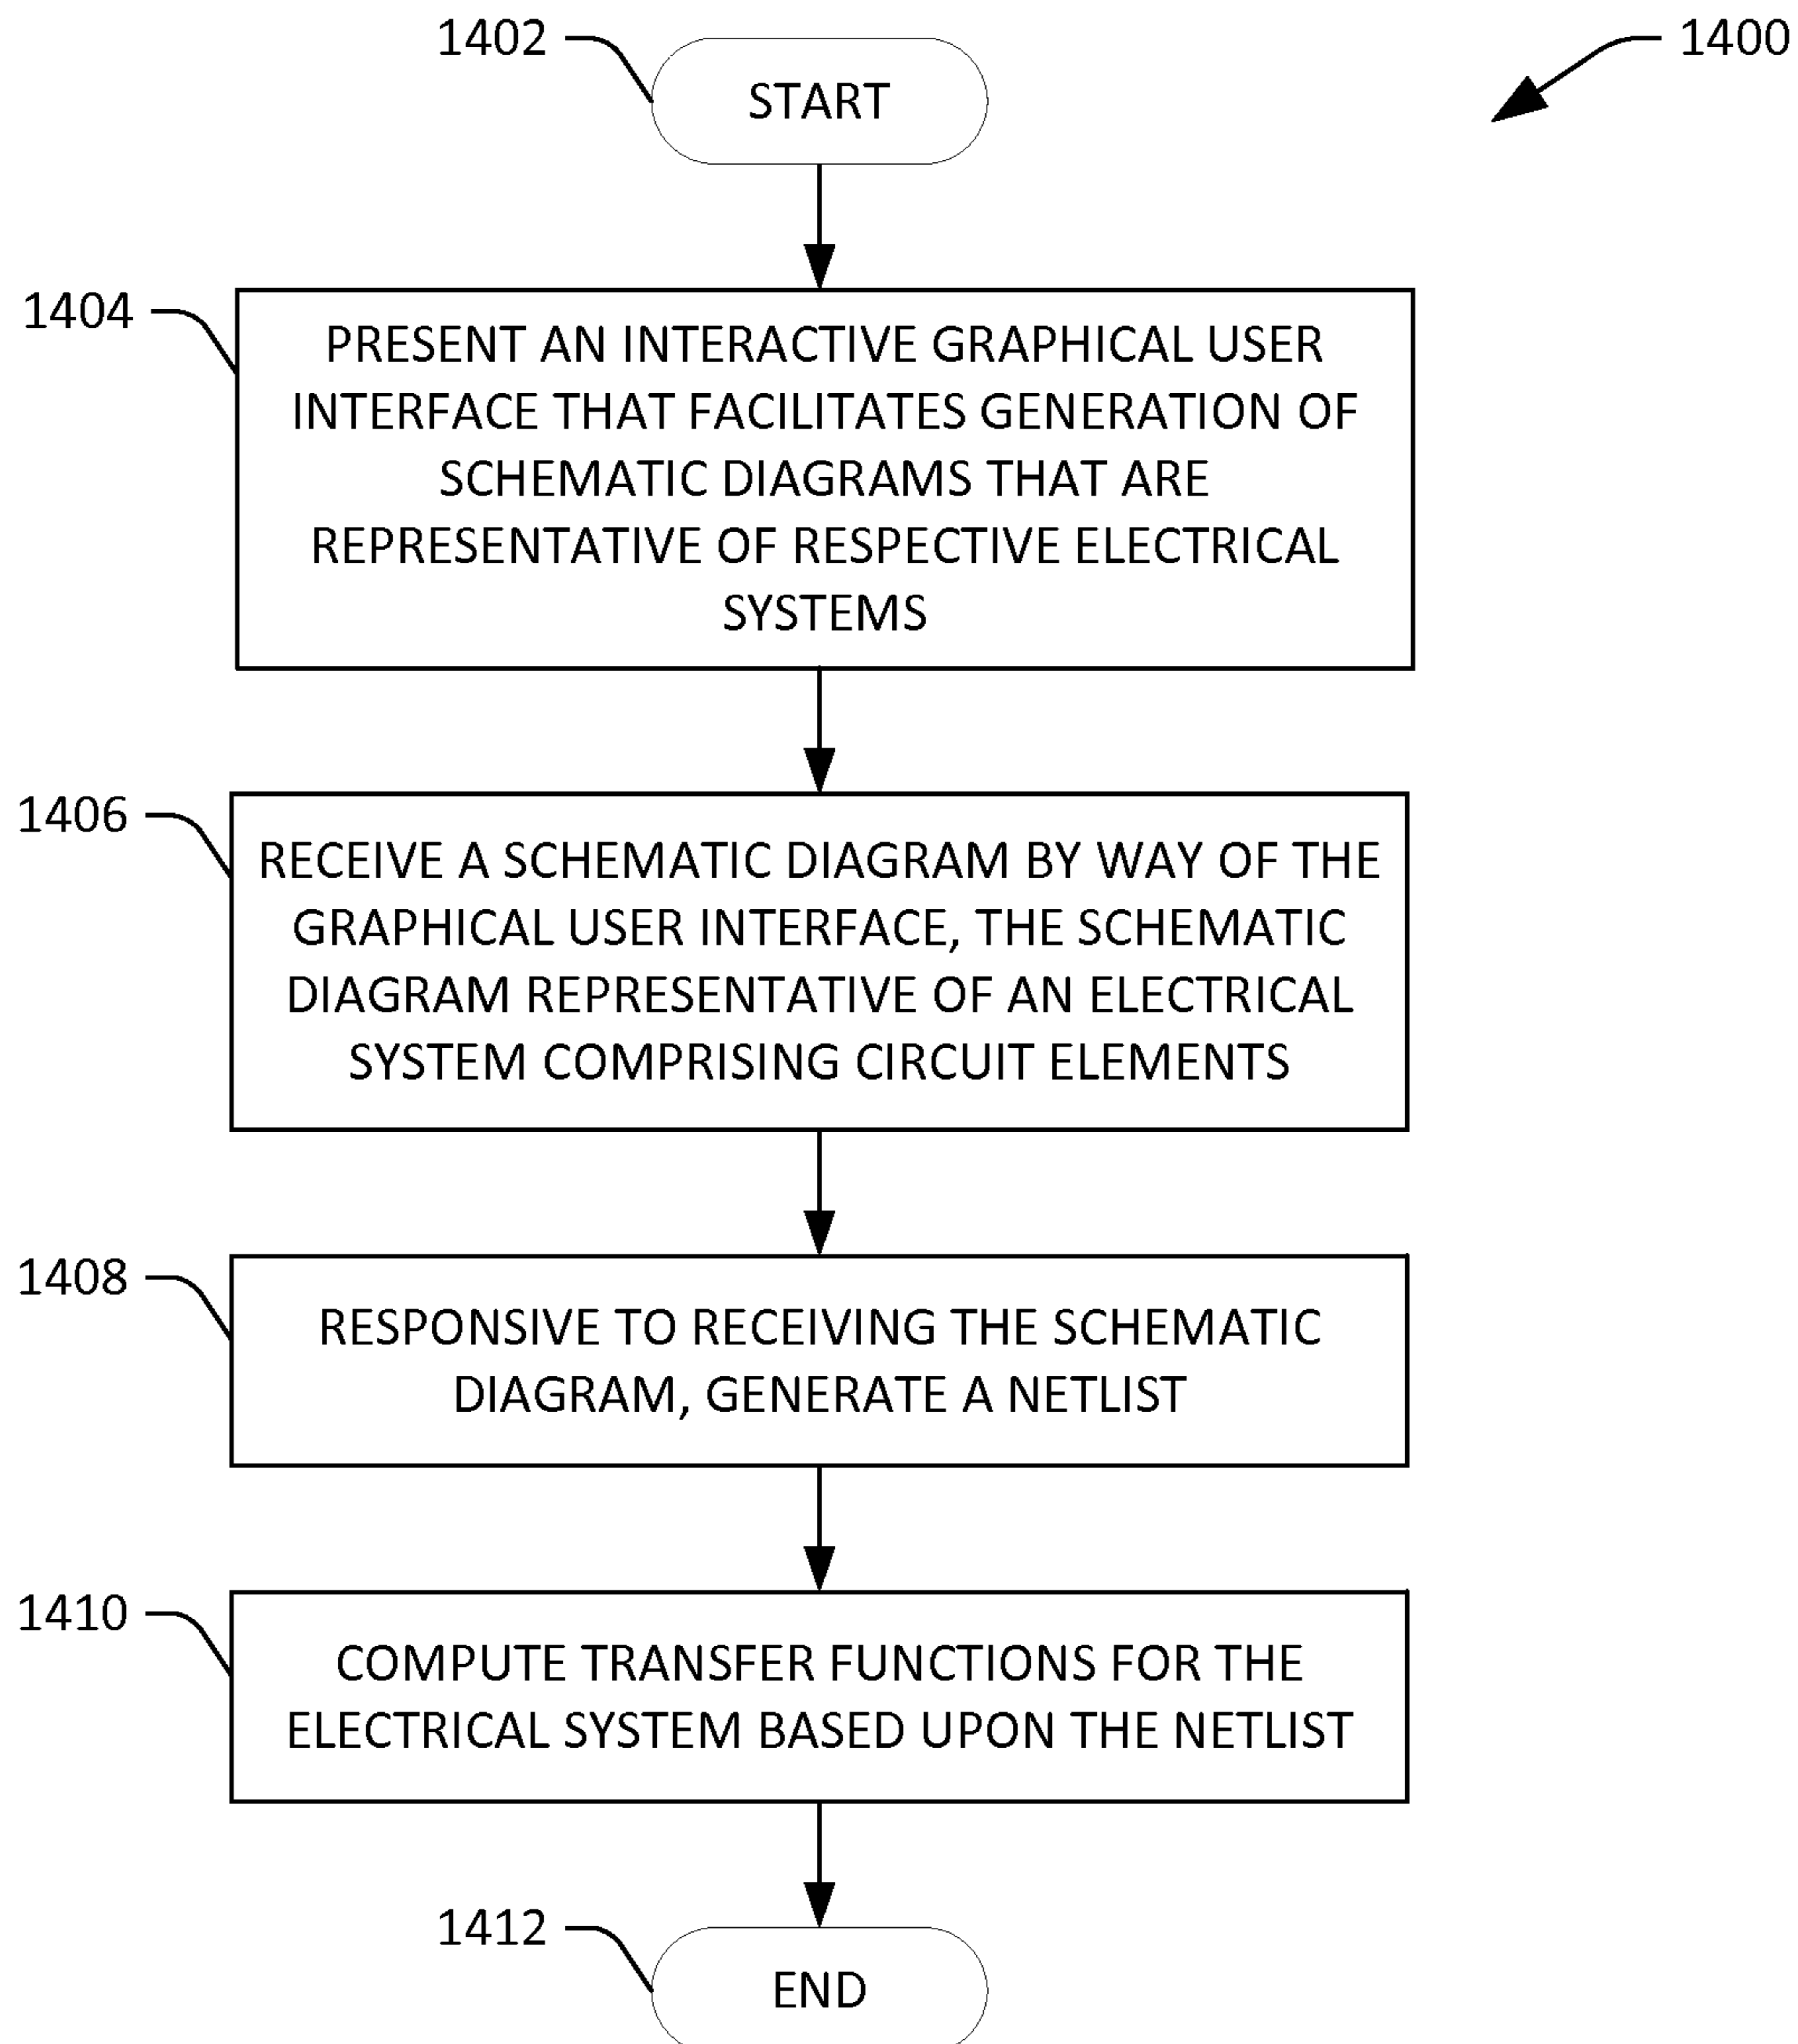 1402
START
1400
1404
PRESENT AN INTERACTIVE GRAPHICAL USER
INTERFACE THAT FACILITATES GENERATION OF
SCHEMATIC DIAGRAMS THAT ARE
REPRESENTATIVE OF RESPECTIVE ELECTRICAL
SYSTEMS
1406
RECEIVE A SCHEMATIC DIAGRAM BY WAY OF THE
GRAPHICAL USER INTERFACE, THE SCHEMATIC
DIAGRAM REPRESENTATIVE OF AN ELECTRICAL
SYSTEM COMPRISING CIRCUIT ELEMENTS
1408
RESPONSIVE TO RECEIVING THE SCHEMATIC
DIAGRAM, GENERATE A NETLIST
1410
COMPUTE TRANSFER FUNCTIONS FOR THE
ELECTRICAL SYSTEM BASED UPON THE NETLIST
1412
END